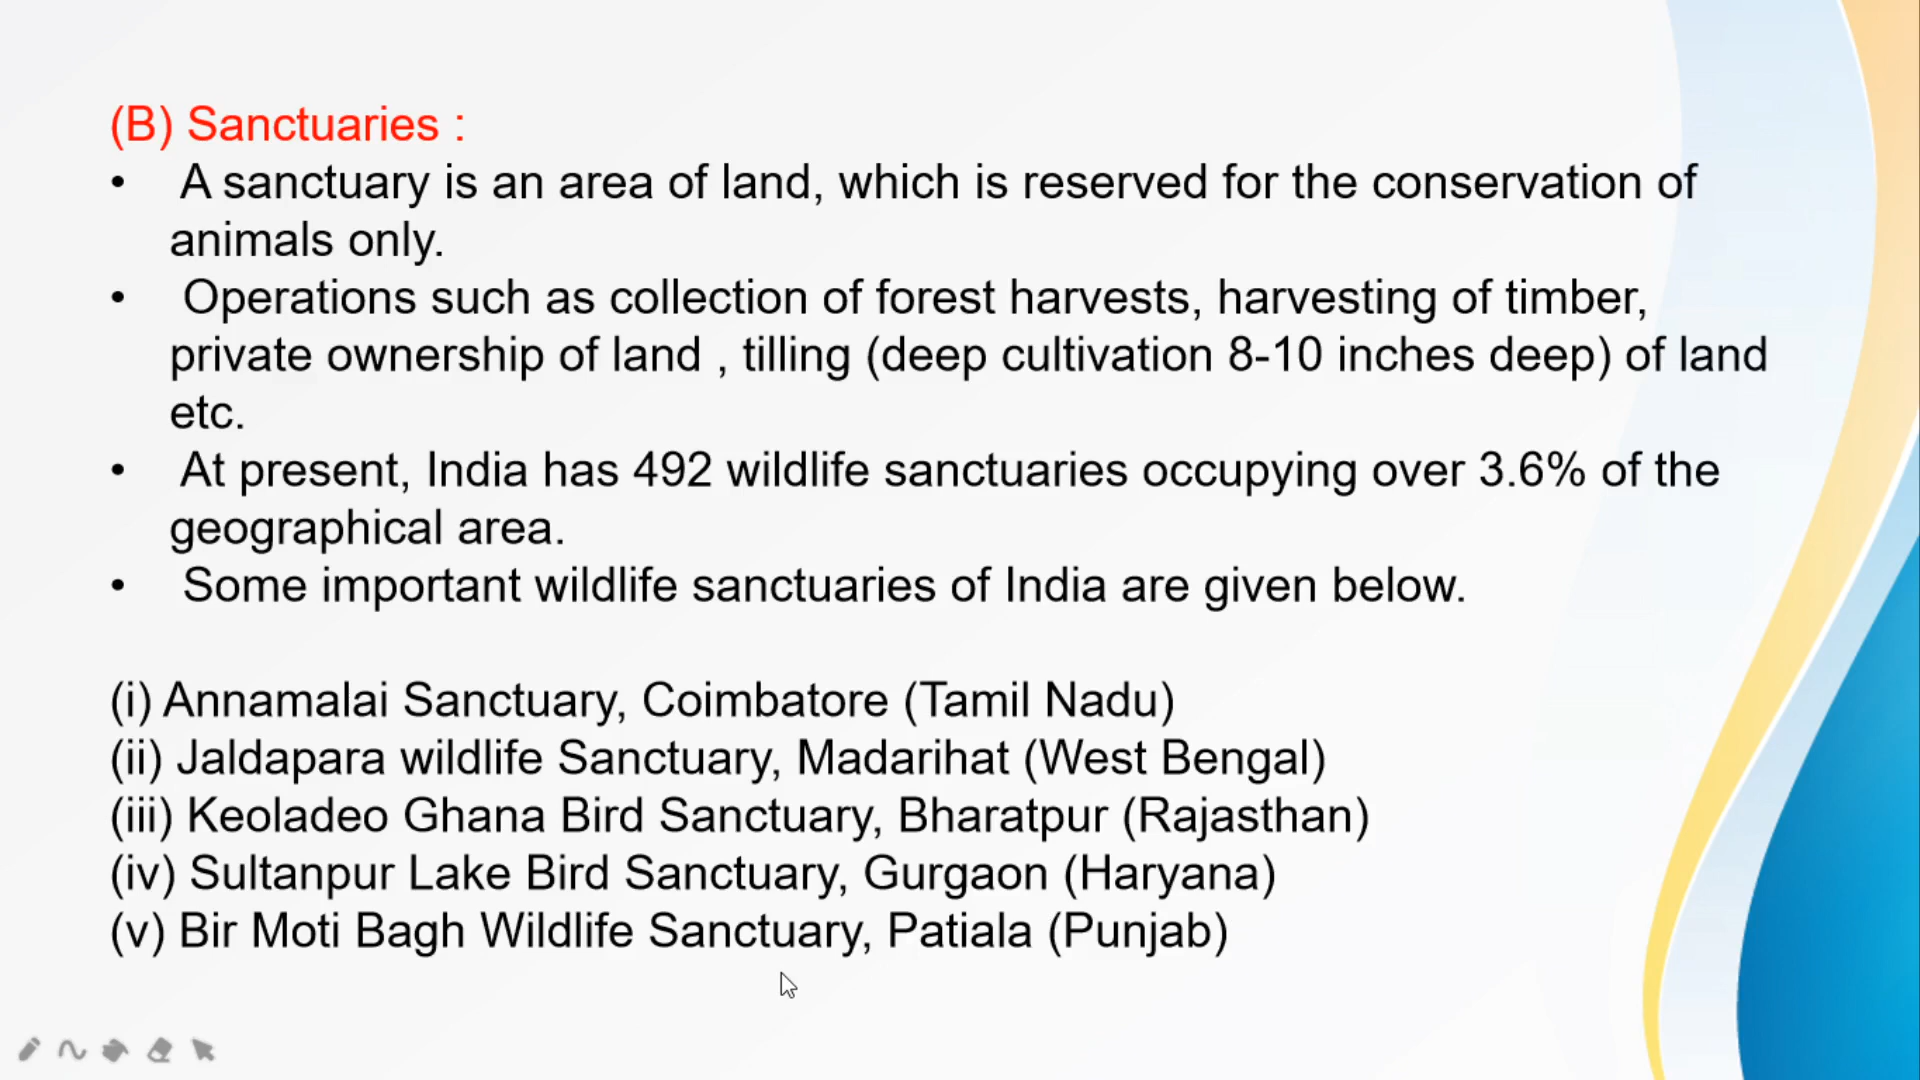 (B) Sanctuaries :
• A sanctuary is an area of land, which is reserved for the conservation of
animals only.
• Operations such as collection of forest harvests, harvesting of timber,
private ownership of land , tilling (deep cultivation 8-10 inches deep) of land
etc.
• At present, India has 492 wildlife sanctuaries occupying over 3.6% of the
geographical area.
• Some important wildlife sanctuaries of India are given below.
(i) Annamalai Sanctuary, Coimbatore (Tamil Nadu)
(ii) Jaldapara wildlife Sanctuary, Madarihat (West Bengal)
(iii) Keoladeo Ghana Bird Sanctuary, Bharatpur (Rajasthan)
(iv) Sultanpur Lake Bird Sanctuary, Gurgaon (Haryana)
(v) Bir Moti Bagh Wildlife Sanctuary, Patiala (Punjab)